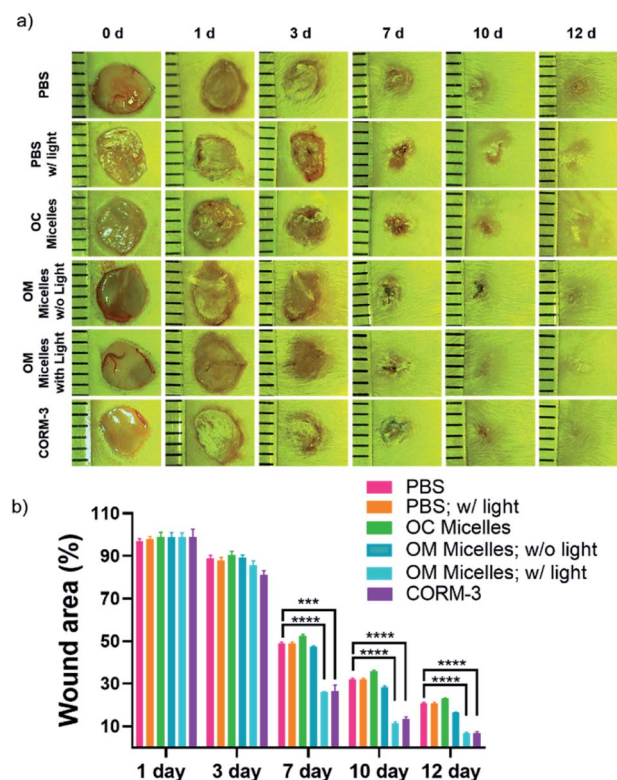 a)
0 d 1 d 3 d 7 d 10 d 12 d
PBS
PBS
w/ light
OC
Micelles
OM
Micelles
w/o Light
OM
Micelles
with Light
CORM-3
b)
PBS
PBS; w/ light
OC Micelles
OM Micelles; w/o light
OM Micelles; w/ light
CORM-3
Wound area (%)
110
90
70
50
30
10
***
****
****
****
****
****
1 day 3 day 7 day 10 day 12 day